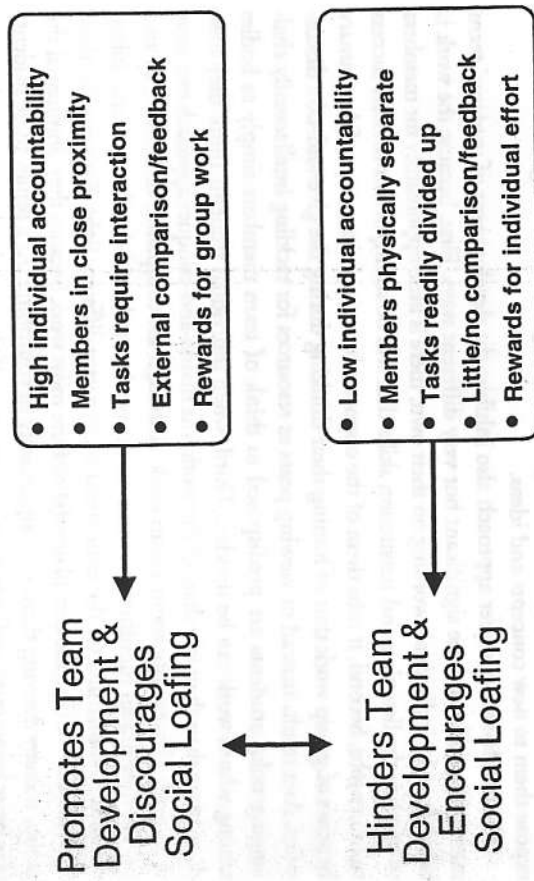 Promotes Team
Development &
Discourages
Social Loafing
• High individual accountability
• Members in close proximity
• Tasks require interaction
• External comparison/feedback
• Rewards for group work
Hinders Team
Development &
Encourages
Social Loafing
• Low individual accountability
• Members physically separate
• Tasks readily divided up
• Little/no comparison/feedback
• Rewards for individual effort